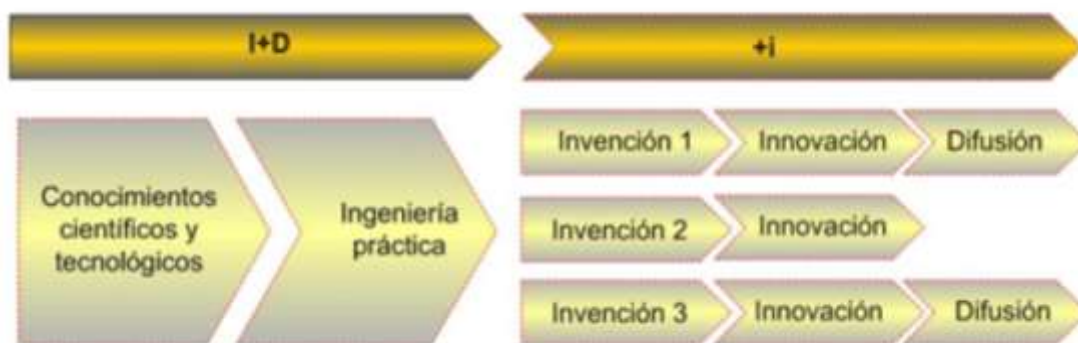 I+D
+i
Conocimientos
científicos y
tecnológicos
Ingeniería
práctica
Invención 1
Innovación
Difusión
Invención 2
Innovación
Invención 3
Innovación
Difusión